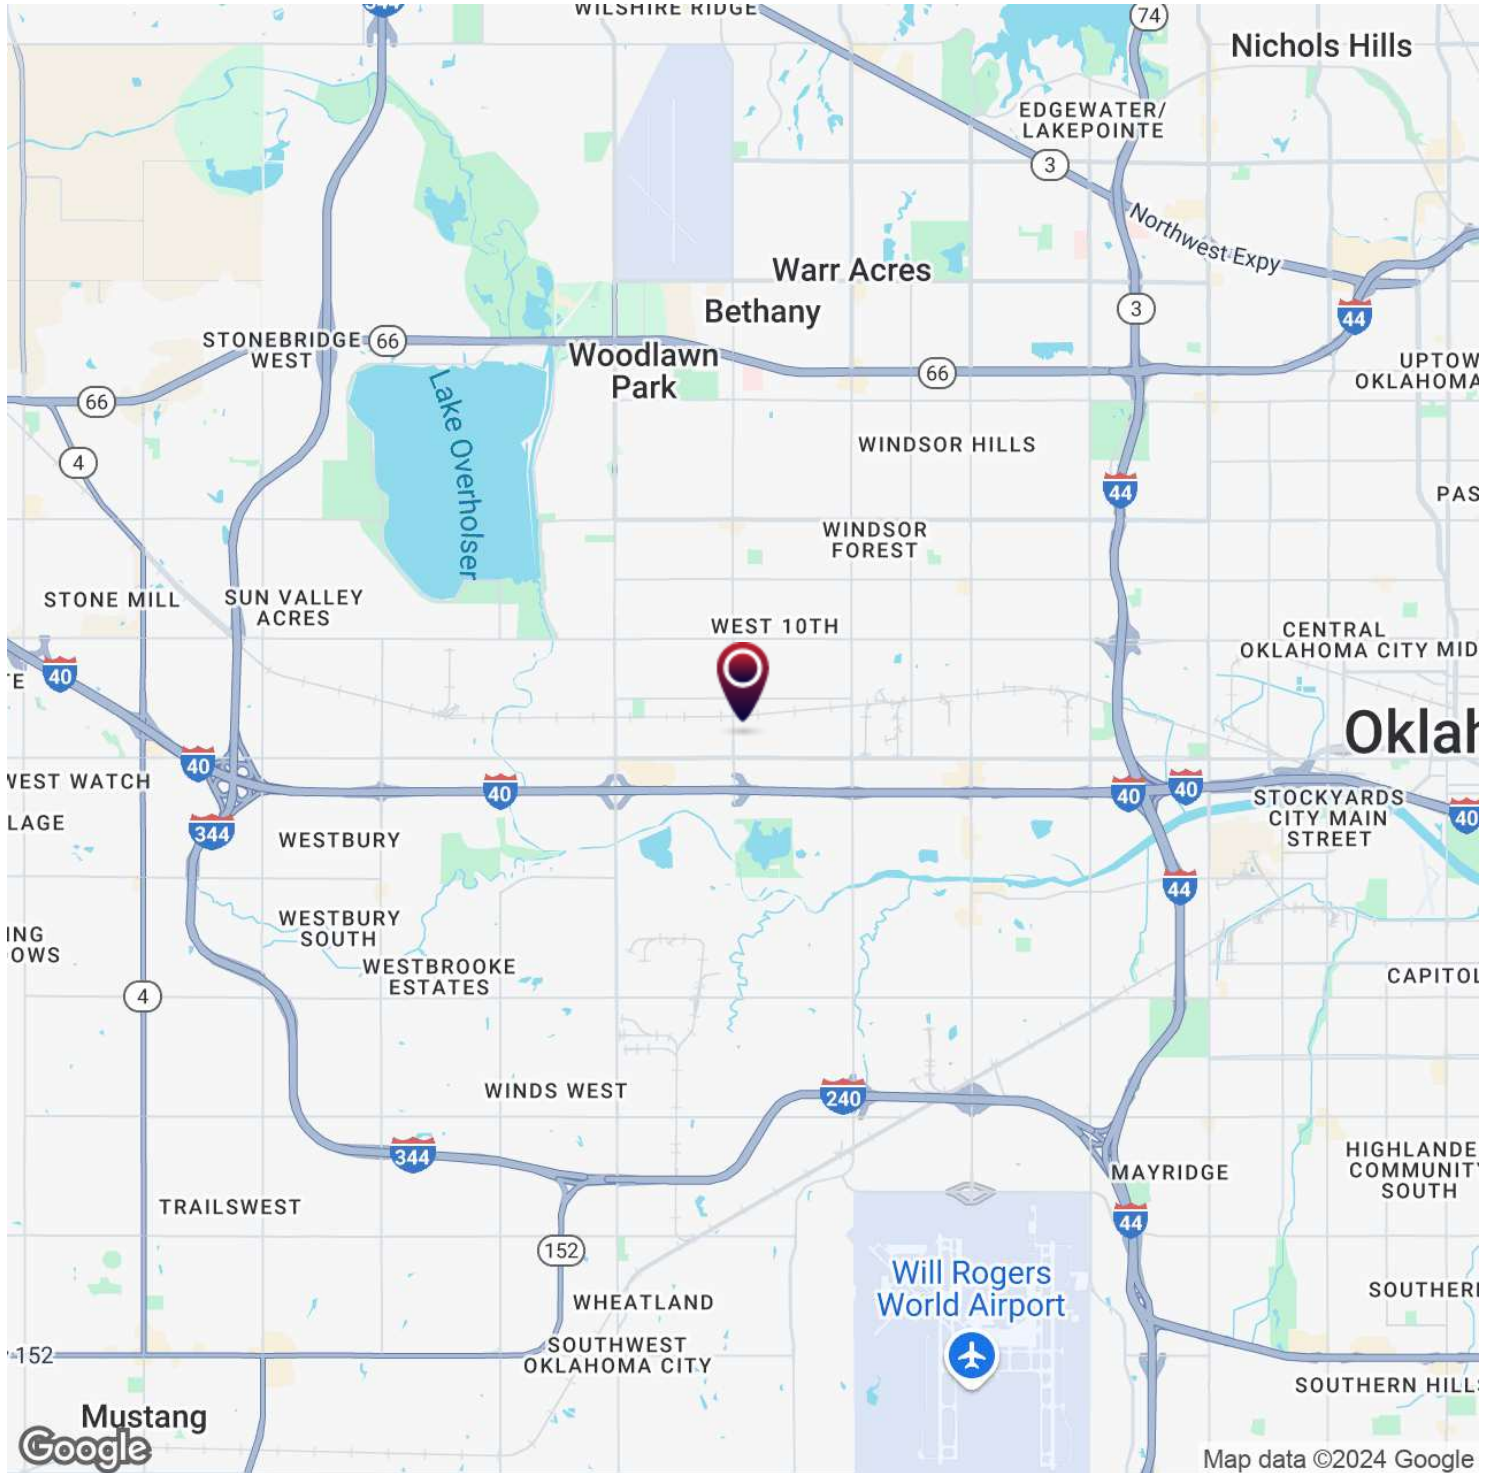 WILSHIRE RIDGE
74
Nichols Hills
EDGEWATER/
LAKEPOINTE
3
Northwest Expy
Warr Acres
Bethany
3
44
STONEBRIDGE
WEST
66
Woodlawn
Park
66
UPTOW
OKLAHOMA
66
Lake Overholser
WINDSOR HILLS
4
44
PAS
WINDSOR
FOREST
STONE MILL
SUN VALLEY
ACRES
WEST 10TH
CENTRAL
OKLAHOMA CITY
MID
TE
40
Oklah
40
WEST WATCH
40
40
40
STOCKYARDS
CITY MAIN
STREET
40
LAGE
344
WESTBURY
44
WESTBURY
SOUTH
ING
OWS
WESTBROOKE
ESTATES
CAPITOL
4
WINDS WEST
240
344
MAYRIDGE
HIGHLANDE
COMMUNIT
SOUTH
TRAILSWEST
44
152
Will Rogers
World Airport
SOUTHER
WHEATLAND
SOUTHWEST
OKLAHOMA CITY
152
SOUTHERN HILL
Mustang
Google
Map data ©2024 Google